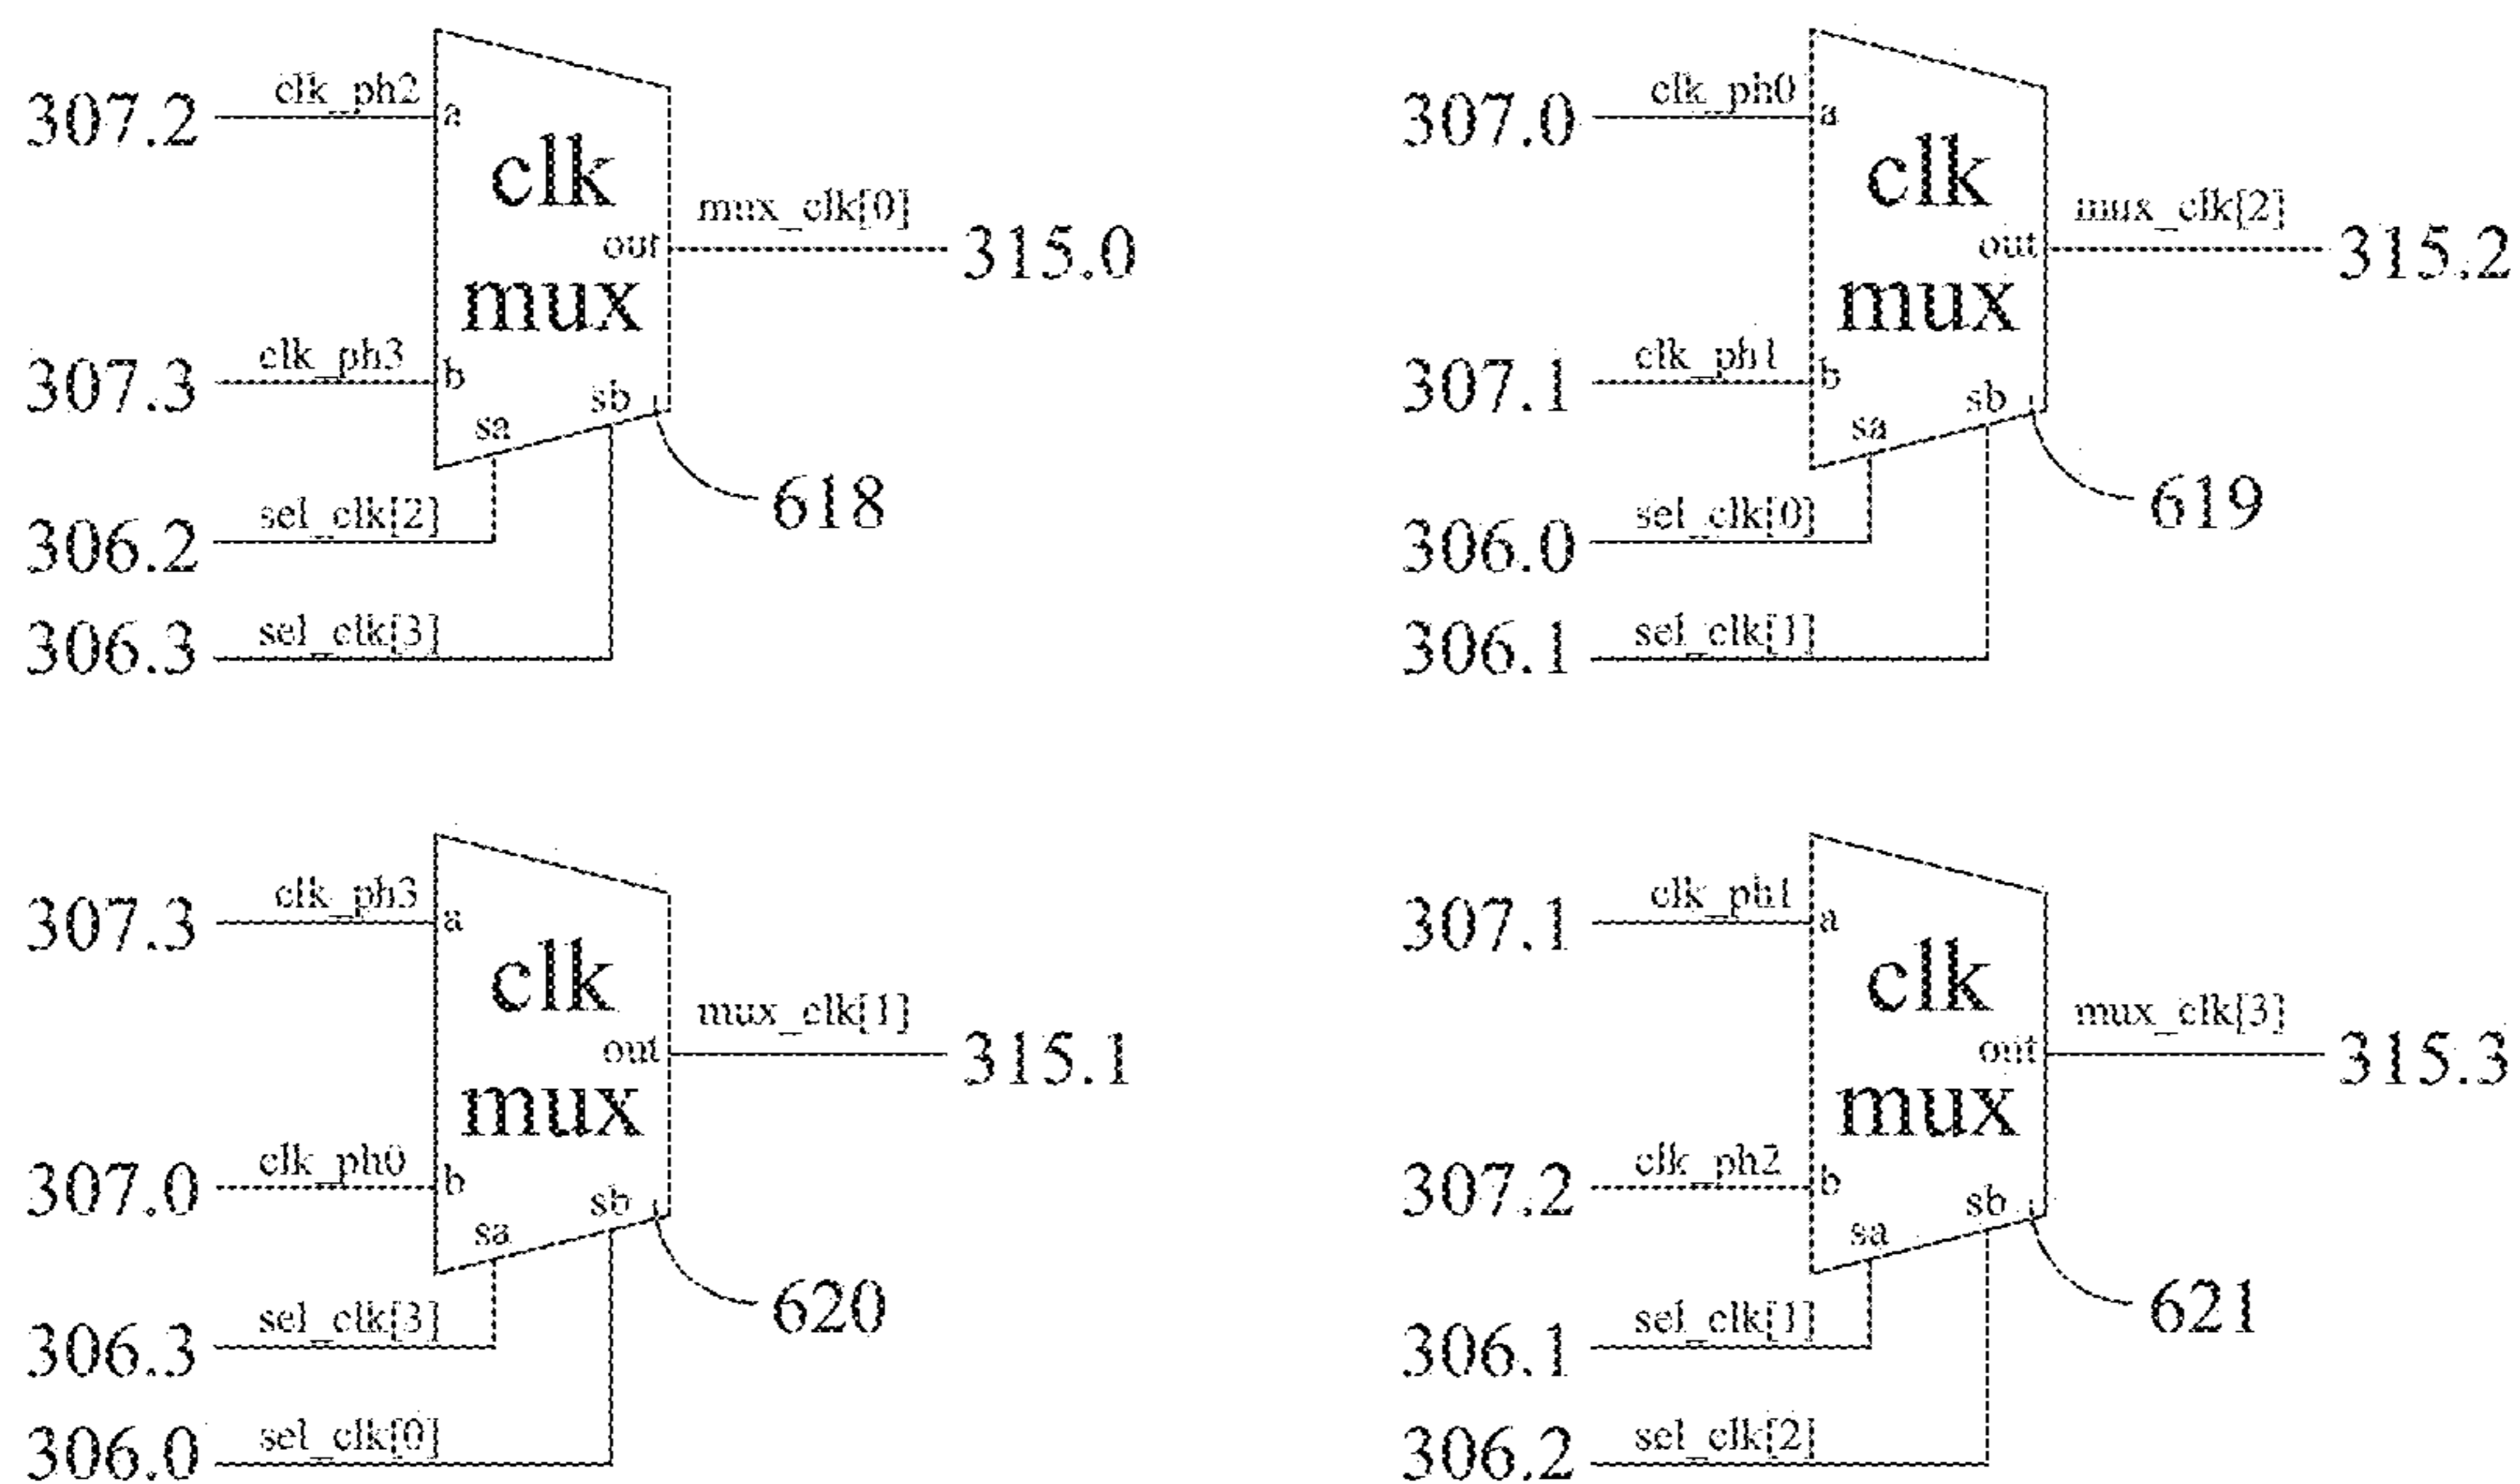 clk_ph2
307.2
a
clk
mux_clk[0]
out
315.0
mux
clk_ph3
307.3
b
sb
sa
618
sel_clk[2]
306.2
sel_clk[3]
306.3
clk_ph0
307.0
a
clk
mux_clk[2]
out
315.2
mux
clk_ph1
307.1
b
sb
sa
619
sel_clk[0]
306.0
sel_clk[1]
306.1
clk_ph3
307.3
a
clk
mux_clk[1]
out
315.1
mux
clk_ph0
307.0
b
sb
sa
620
sel_clk[3]
306.3
sel_clk[0]
306.0
clk_ph1
307.1
a
clk
mux_clk[3]
out
315.3
mux
clk_ph2
307.2
b
sb
sa
621
sel_clk[1]
306.1
sel_clk[2]
306.2